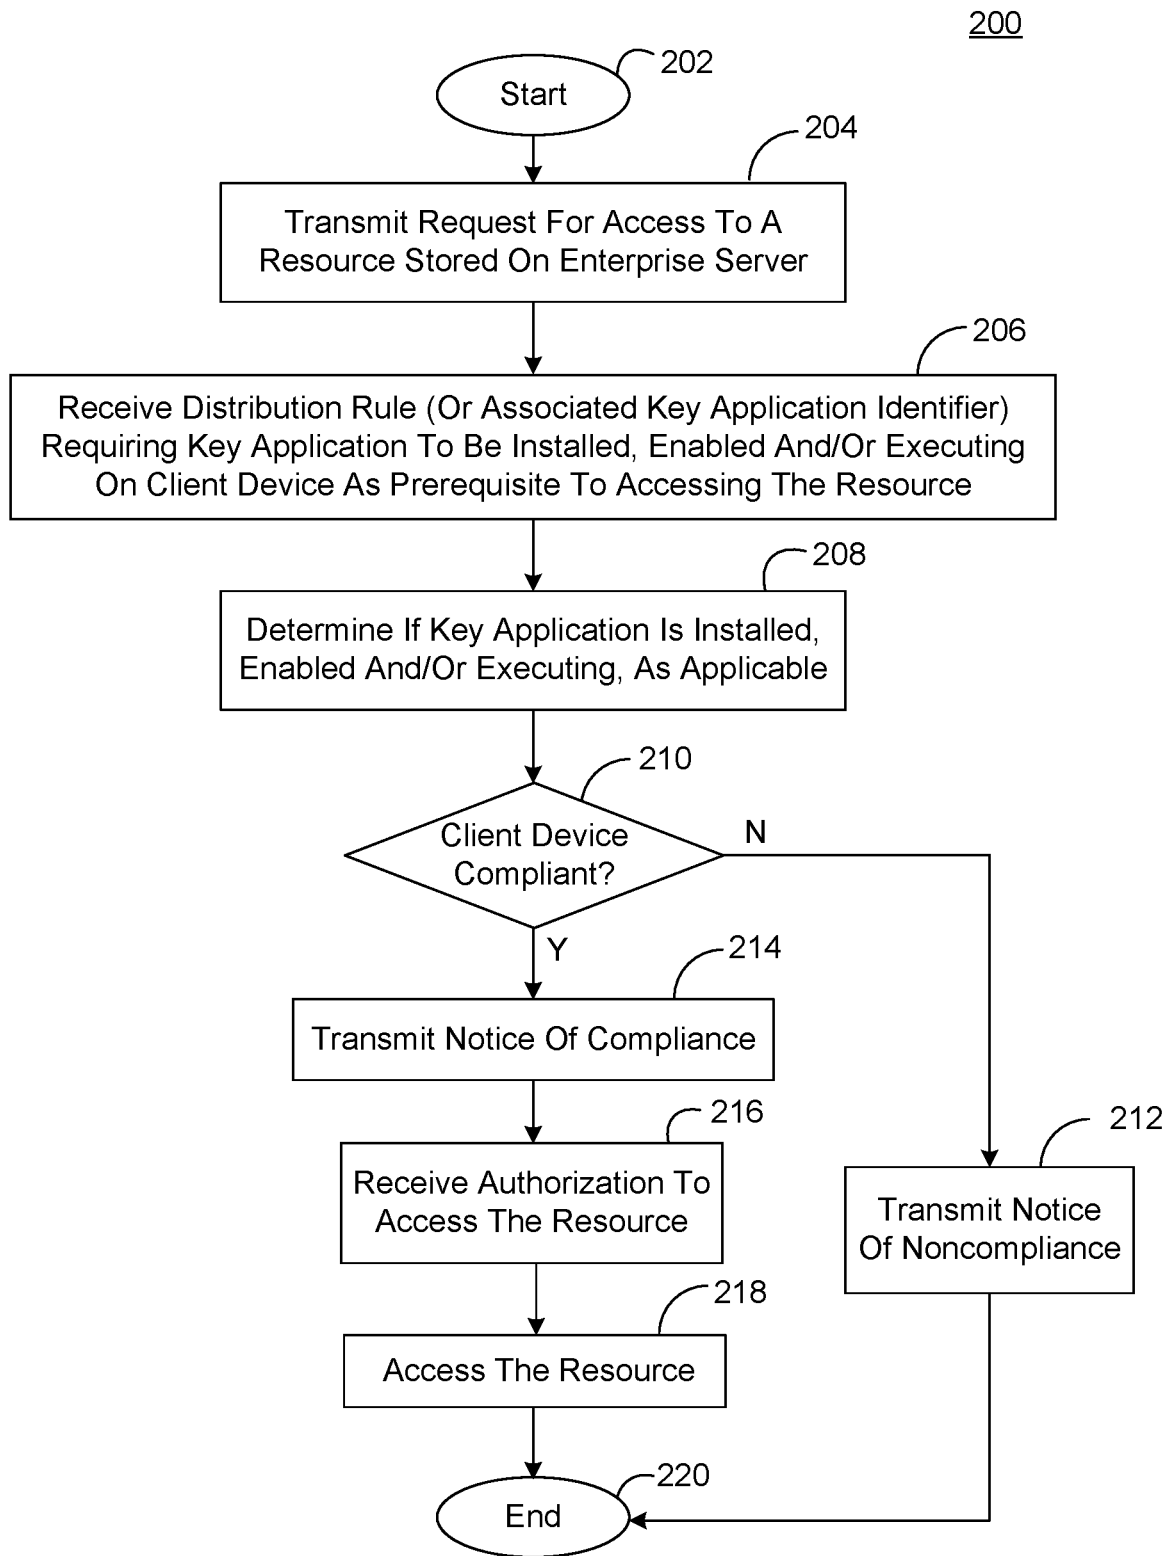 200
202
Start
204
Transmit Request For Access To A
Resource Stored On Enterprise Server
206
Receive Distribution Rule (Or Associated Key Application Identifier)
Requiring Key Application To Be Installed, Enabled And/Or Executing
On Client Device As Prerequisite To Accessing The Resource
208
Determine If Key Application Is Installed,
Enabled And/Or Executing, As Applicable
210
Client Device
Compliant?
N
Y
214
Transmit Notice Of Compliance
216
Receive Authorization To
Access The Resource
212
Transmit Notice
Of Noncompliance
218
Access The Resource
220
End